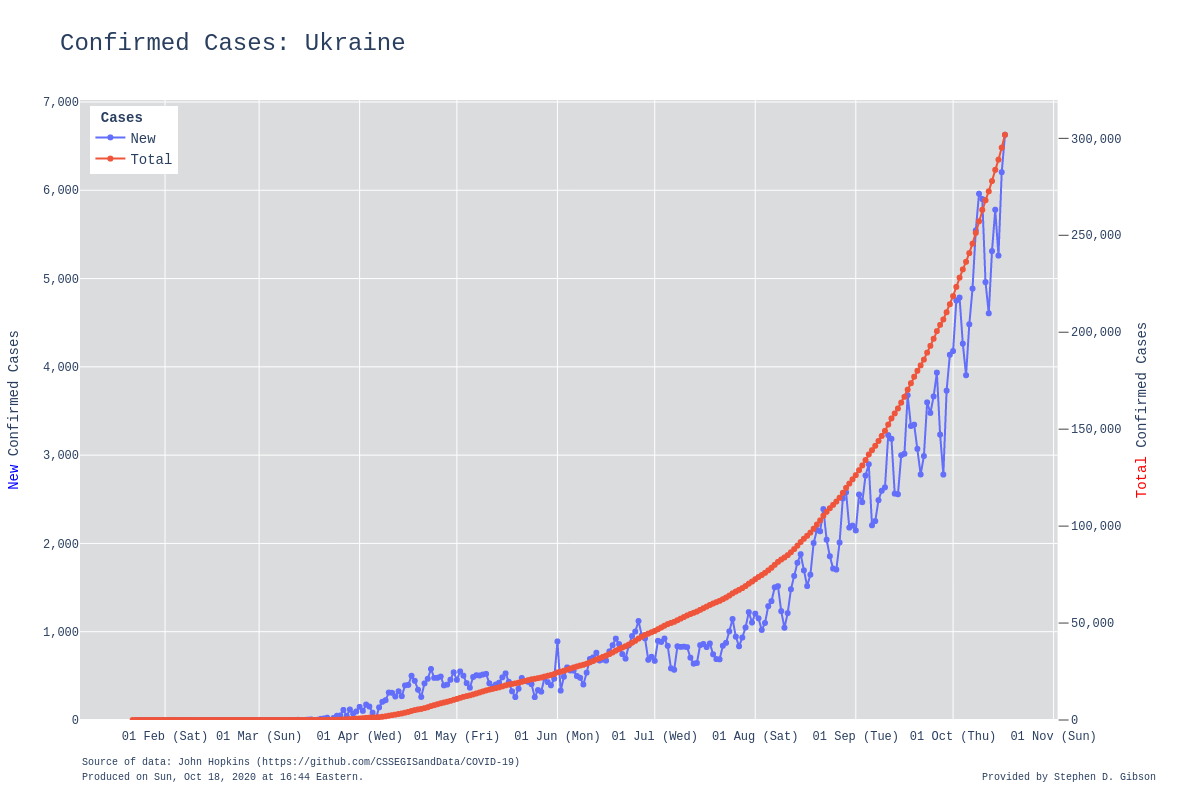 Confirmed Cases: Ukraine
Cases
New
Total
7,000
6,000
5,000
4,000
3,000
2,000
1,000
0
New Confirmed Cases
300,000
250,000
200,000
150,000
100,000
50,000
0
Total Confirmed Cases
01 Feb (Sat) 01 Mar (Sun) 01 Apr (Wed) 01 May (Fri) 01 Jun (Mon) 01 Jul (Wed) 01 Aug (Sat) 01 Sep (Tue) 01 Oct (Thu) 01 Nov (Sun)
Source of data: John Hopkins (https://github.com/CSSEGISandData/COVID-19)
Produced on Sun, Oct 18, 2020 at 16:44 Eastern.
Provided by Stephen D. Gibson